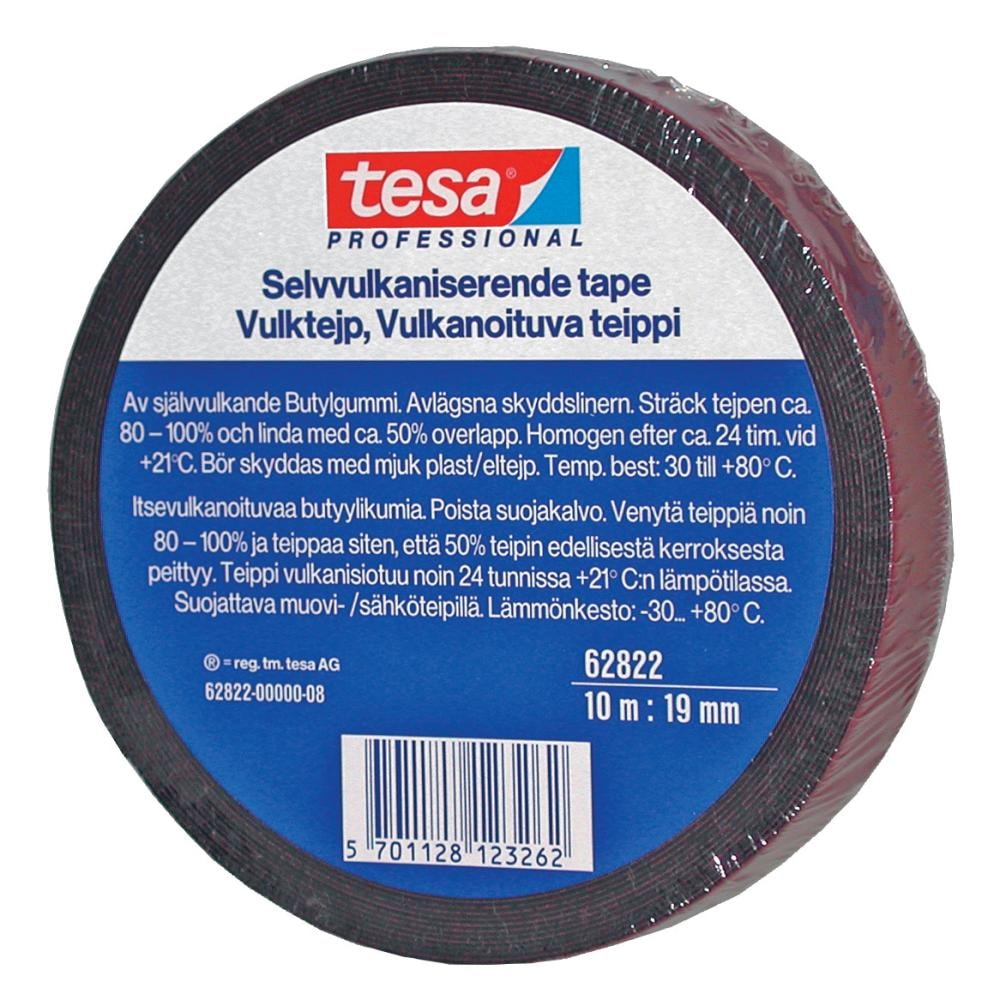 tesa®
PROFESSIONAL
Selvvulkaniserende tape
Vulktejp, Vulkanoituva teippi
Av självvulkande Butylgummi. Avlägsna skyddslinern. Sträck tejpen ca.
80 – 100% och linda med ca. 50% overlapp. Homogen efter ca. 24 tim. vid
+21°C. Bör skyddas med mjuk plast/eltejp. Temp. best: 30 till +80° C.
Itsevulkanoituvaa butyylikumia. Poista suojakalvo. Venytä teippiä noin
80 – 100% ja teippaa siten, että 50% teipin edellisestä kerroksesta
peittyy. Teippi vulkanisiotuu noin 24 tunnissa +21° C:n lämpötilassa.
Suojattava muovi- /sähköteipillä. Lämmönkesto: -30... +80° C.
® = reg. tm. tesa AG
62822-00000-08
62822
10 m : 19 mm
5 701128 123262